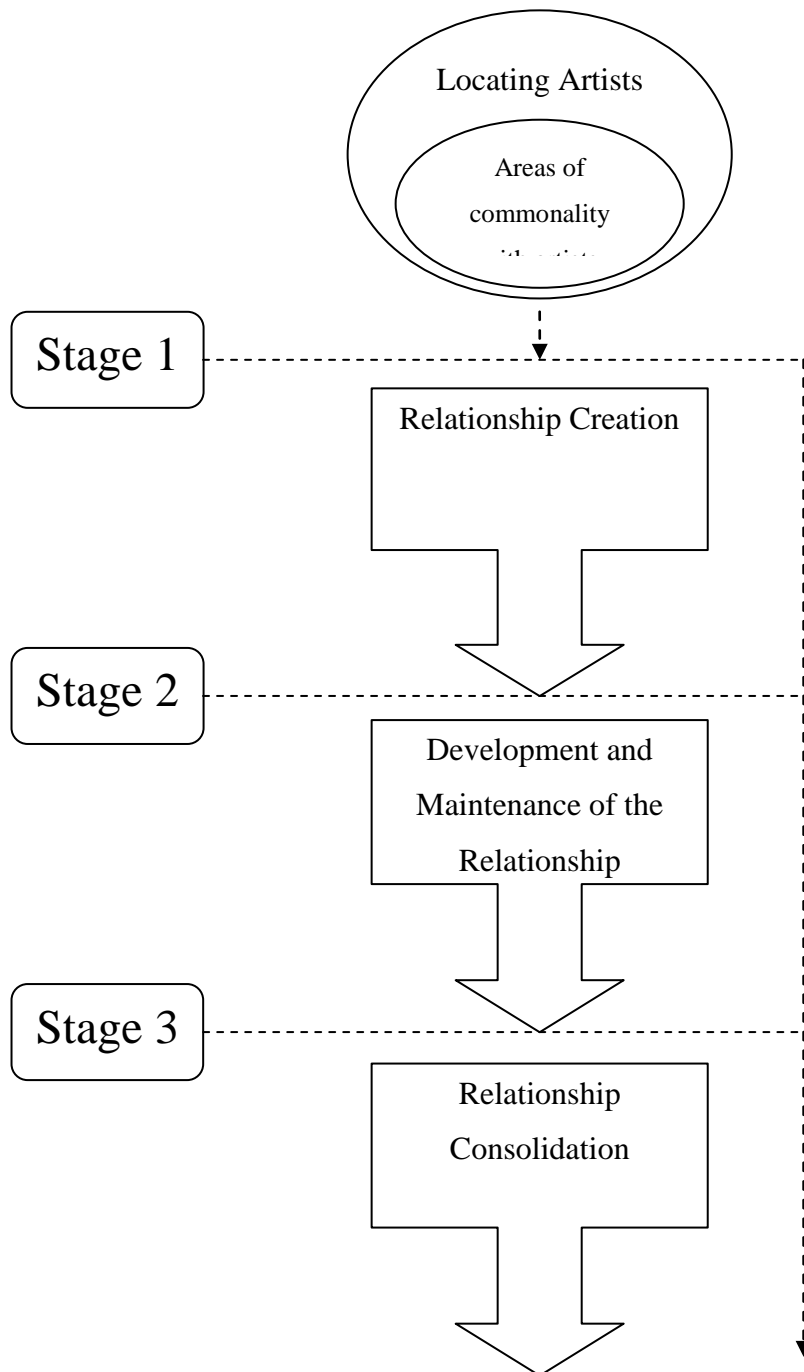 Locating Artists
Areas of
commonality
Stage 1
Relationship Creation
Stage 2
Development and
Maintenance of the
Relationship
Stage 3
Relationship
Consolidation